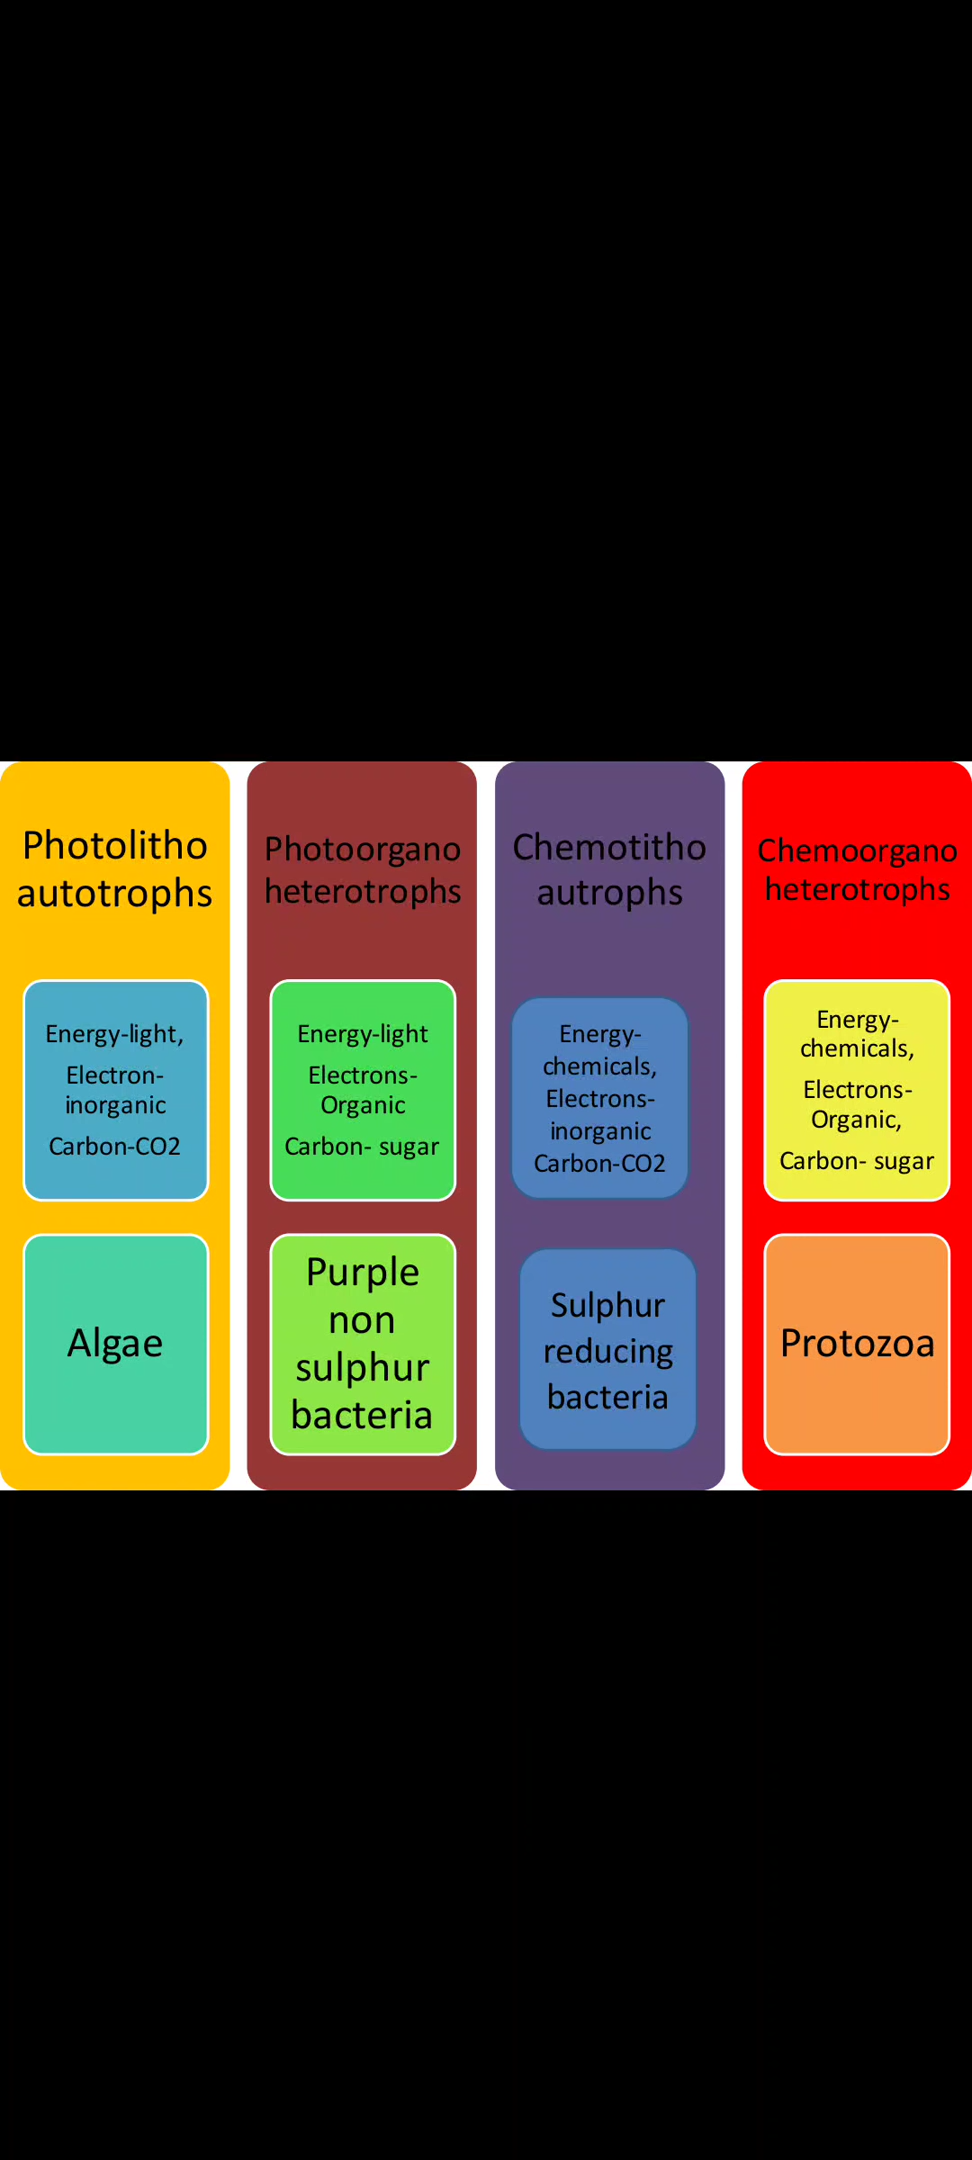 Photolitho
autotrophs
Energy-light,
Electron-
inorganic
Carbon-CO2
Algae
Photoorgano
heterotrophs
Energy-light
Electrons-
Organic
Carbon- sugar
Purple
non
sulphur
bacteria
Chemotitho
autrophs
Energy-
chemicals,
Electrons-
inorganic
Carbon-CO2
Sulphur
reducing
bacteria
Chemoorgano
heterotrophs
Energy-
chemicals,
Electrons-
Organic,
Carbon- sugar
Protozoa